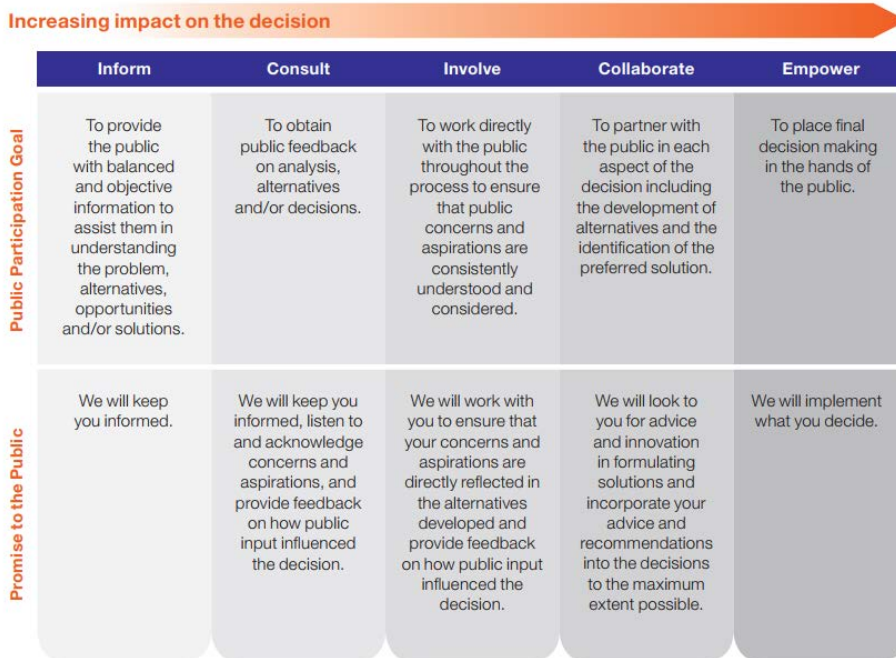 Increasing impact on the decision
Inform
Consult
Involve
Collaborate
Empower
Public Participation Goal
To provide
the public
with balanced
and objective
information to
assist them in
understanding
the problem,
alternatives,
opportunities
and/or solutions.
To obtain
public feedback
on analysis,
alternatives
and/or decisions.
To work directly
with the public
throughout the
process to ensure
that public
concerns and
aspirations are
consistently
understood and
considered.
To partner with
the public in each
aspect of the
decision including
the development of
alternatives and the
identification of the
preferred solution.
To place final
decision making
in the hands of
the public.
Promise to the Public
We will keep
you informed.
We will keep you
informed, listen to
and acknowledge
concerns and
aspirations, and
provide feedback
on how public
input influenced
the decision.
We will work with
you to ensure that
your concerns and
aspirations are
directly reflected in
the alternatives
developed and
provide feedback
on how public input
influenced the
decision.
We will look to
you for advice
and innovation
in formulating
solutions and
incorporate your
advice and
recommendations
into the decisions
to the maximum
extent possible.
We will implement
what you decide.